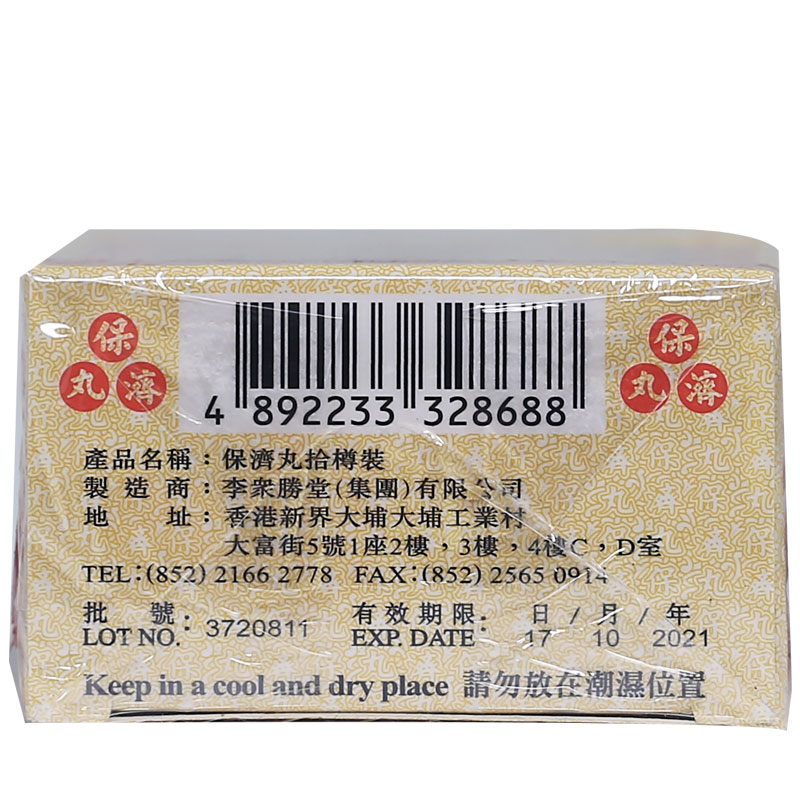 保濟丸
保濟丸
4 892233 328688
產品名稱：保濟丸拾樽裝
製造商：李衆勝堂(集團)有限公司
地址：香港新界大埔大埔工業村
大富街5號1座2樓，3樓，4樓C，D室
TEL:(852) 2166 2778 FAX:(852) 2565 0914
批號: 有效期限: 日/月/年
LOT NO. 3720811 EXP. DATE 17 10 2021
Keep in a cool and dry place 請勿放在潮濕位置